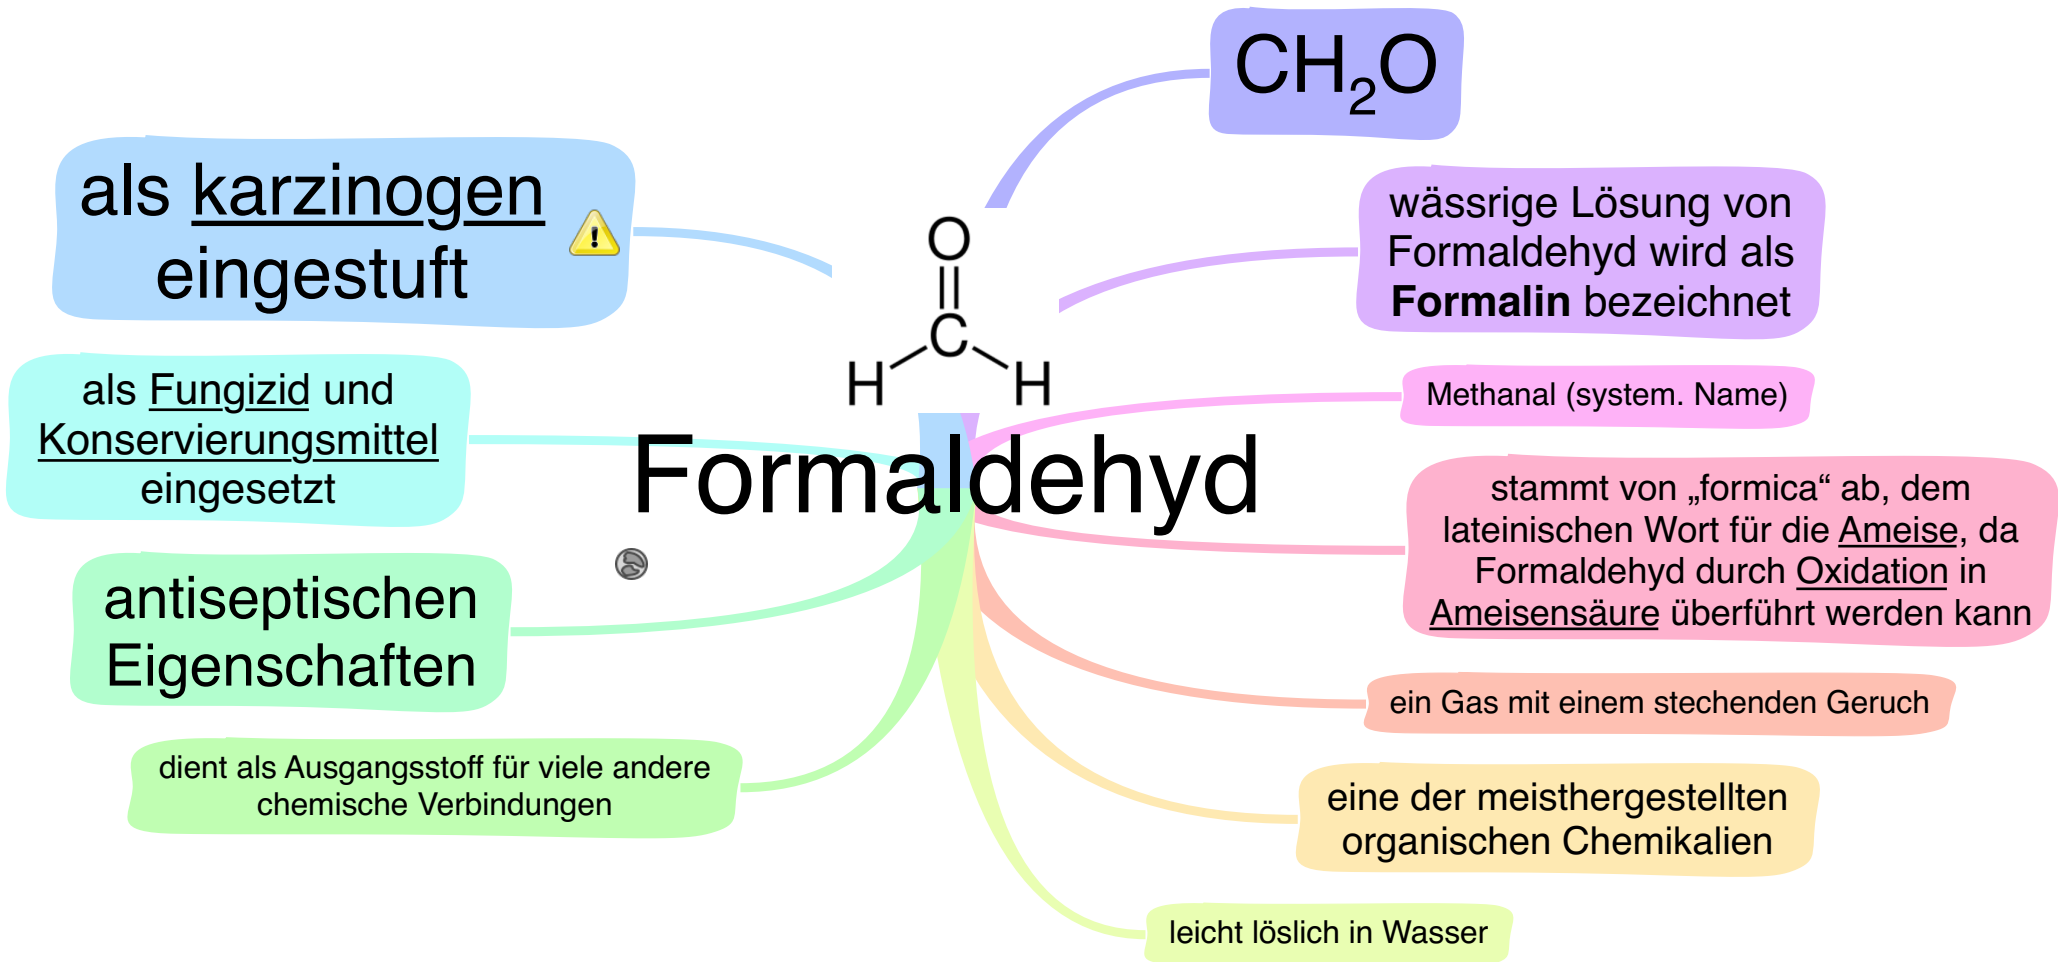 CH₂O
wässrige Lösung von
Formaldehyd wird als
Formalin bezeichnet
Methanal (system. Name)
stammt von „formica“ ab, dem
lateinischen Wort für die Ameise, da
Formaldehyd durch Oxidation in
Ameisensäure überführt werden kann
ein Gas mit einem stechenden Geruch
eine der meisthergestellten
organischen Chemikalien
leicht löslich in Wasser
als karzinogen
eingestuft
als Fungizid und
Konservierungsmittel
eingesetzt
antiseptischen
Eigenschaften
dient als Ausgangsstoff für viele andere
chemische Verbindungen
O
C
H H
Formaldehyd